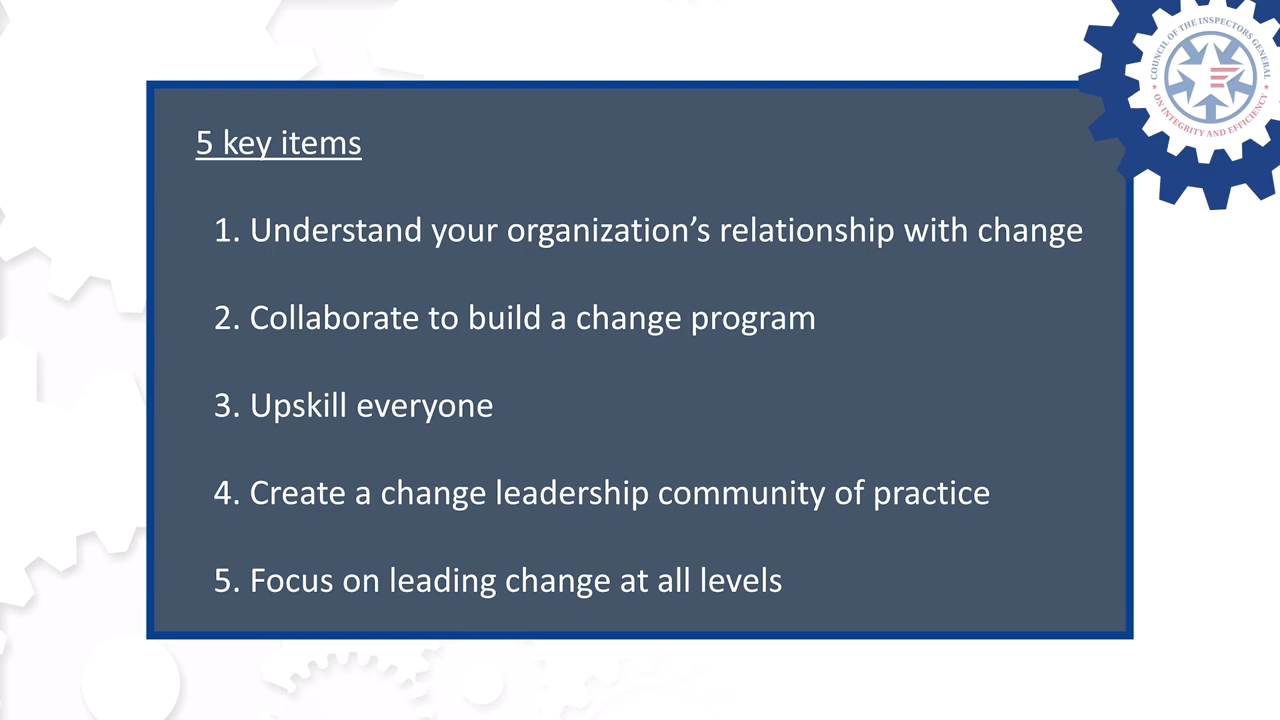 COUNCIL OF THE INSPECTORS GENERAL
★ ON INTEGRITY AND EFFICIENCY ★
5 key items
1. Understand your organization’s relationship with change
2. Collaborate to build a change program
3. Upskill everyone
4. Create a change leadership community of practice
5. Focus on leading change at all levels